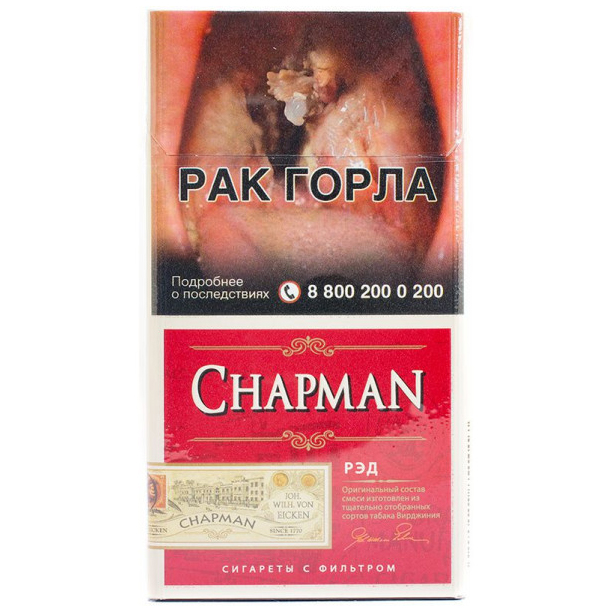 РАК ГОРЛА
Подробнее
о последствиях
8 800 200 0 200
CHAPMAN
РЭД
Оригинальный состав
смеси изготовлен из
тщательно отобранных
сортов табака Вирджиния
JOH.
WILH. VON
EICKEN
CHAPMAN
SINCE 1770
ICKEN
СИГАРЕТЫ С ФИЛЬТРОМ